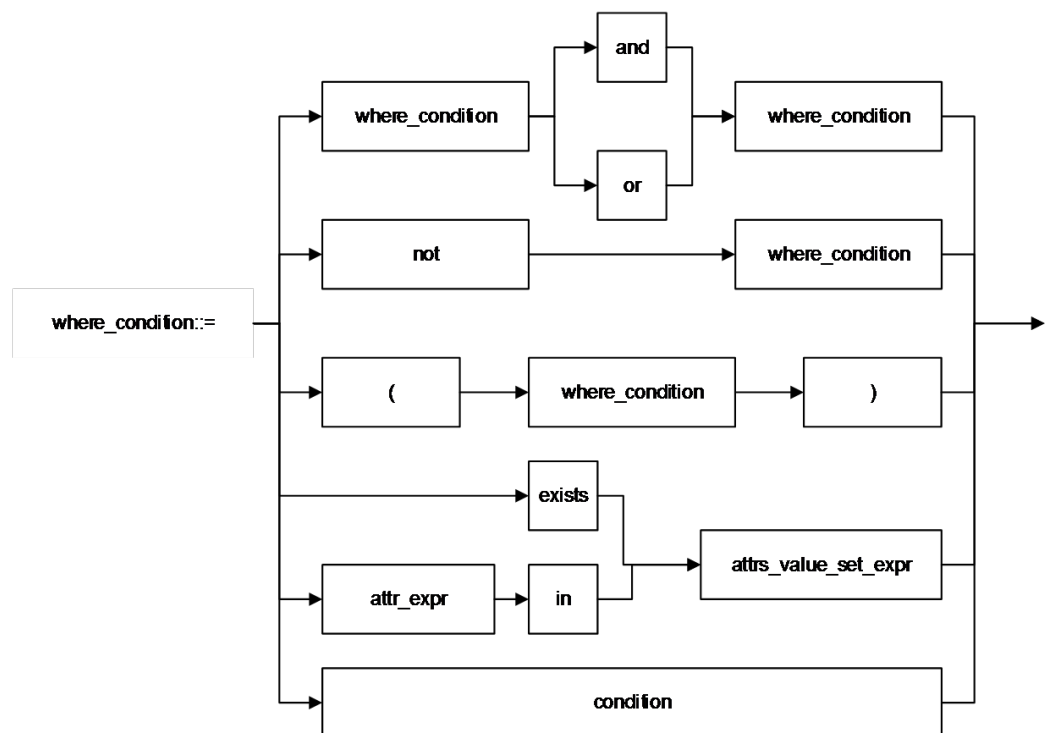 and
where_condition
where_condition
or
not
where_condition
where_condition::=
(
where_condition
)
exists
attrs_value_set_expr
attr_expr
in
condition